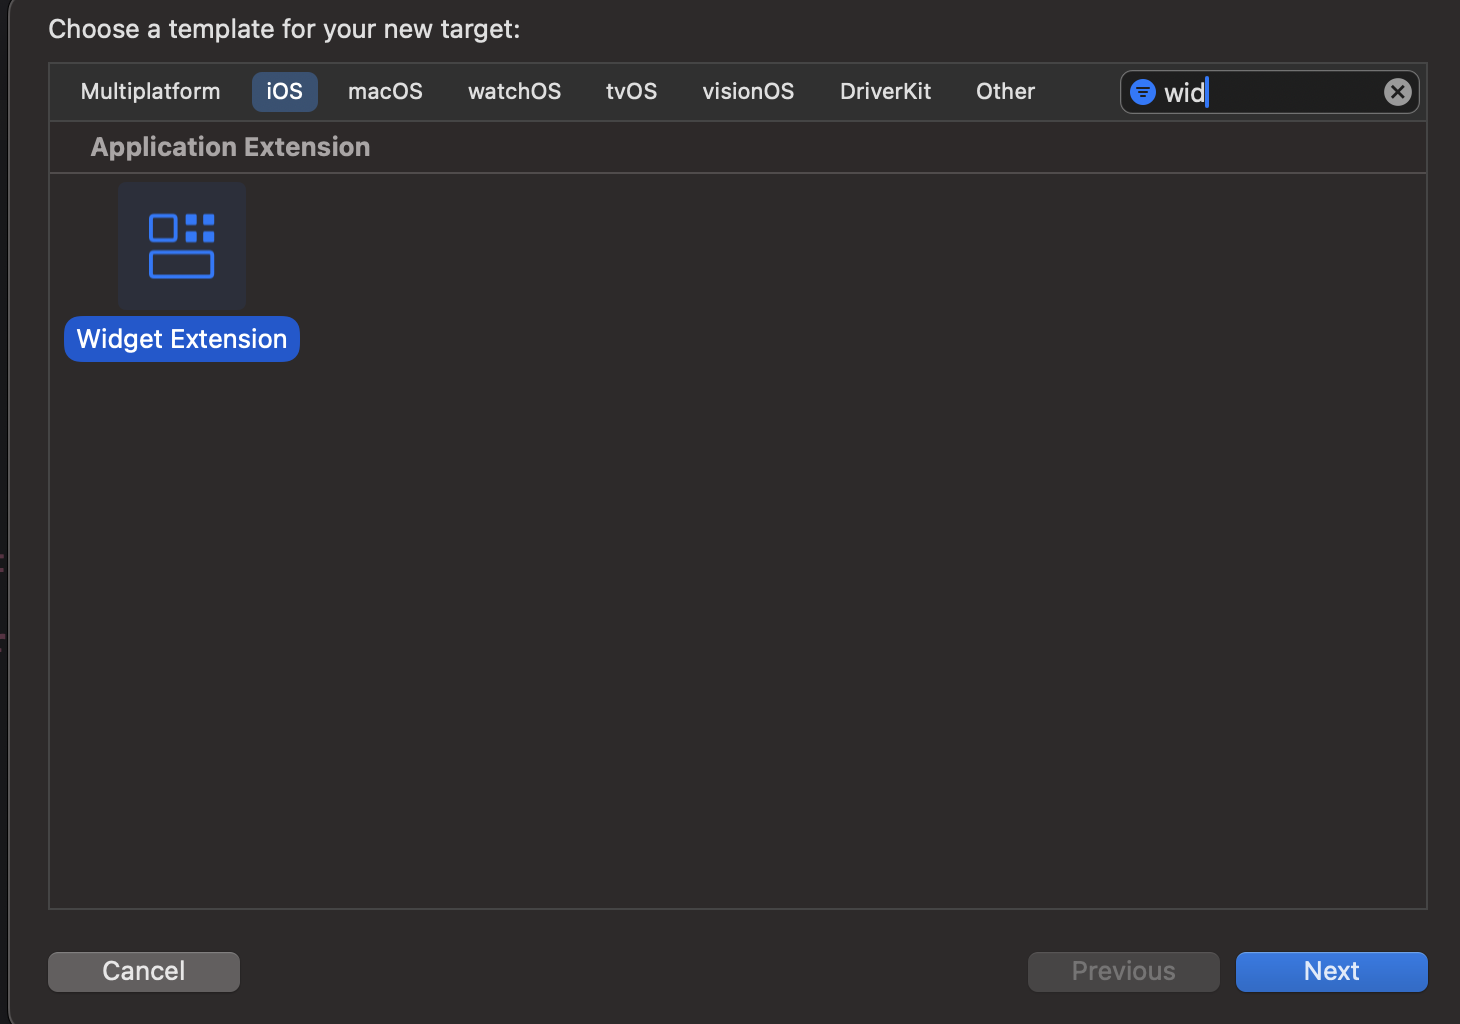 Choose a template for your new target:
Multiplatform iOS macOS watchOS tvOS visionOS DriverKit Other wid
Application Extension
Widget Extension
Cancel Previous Next